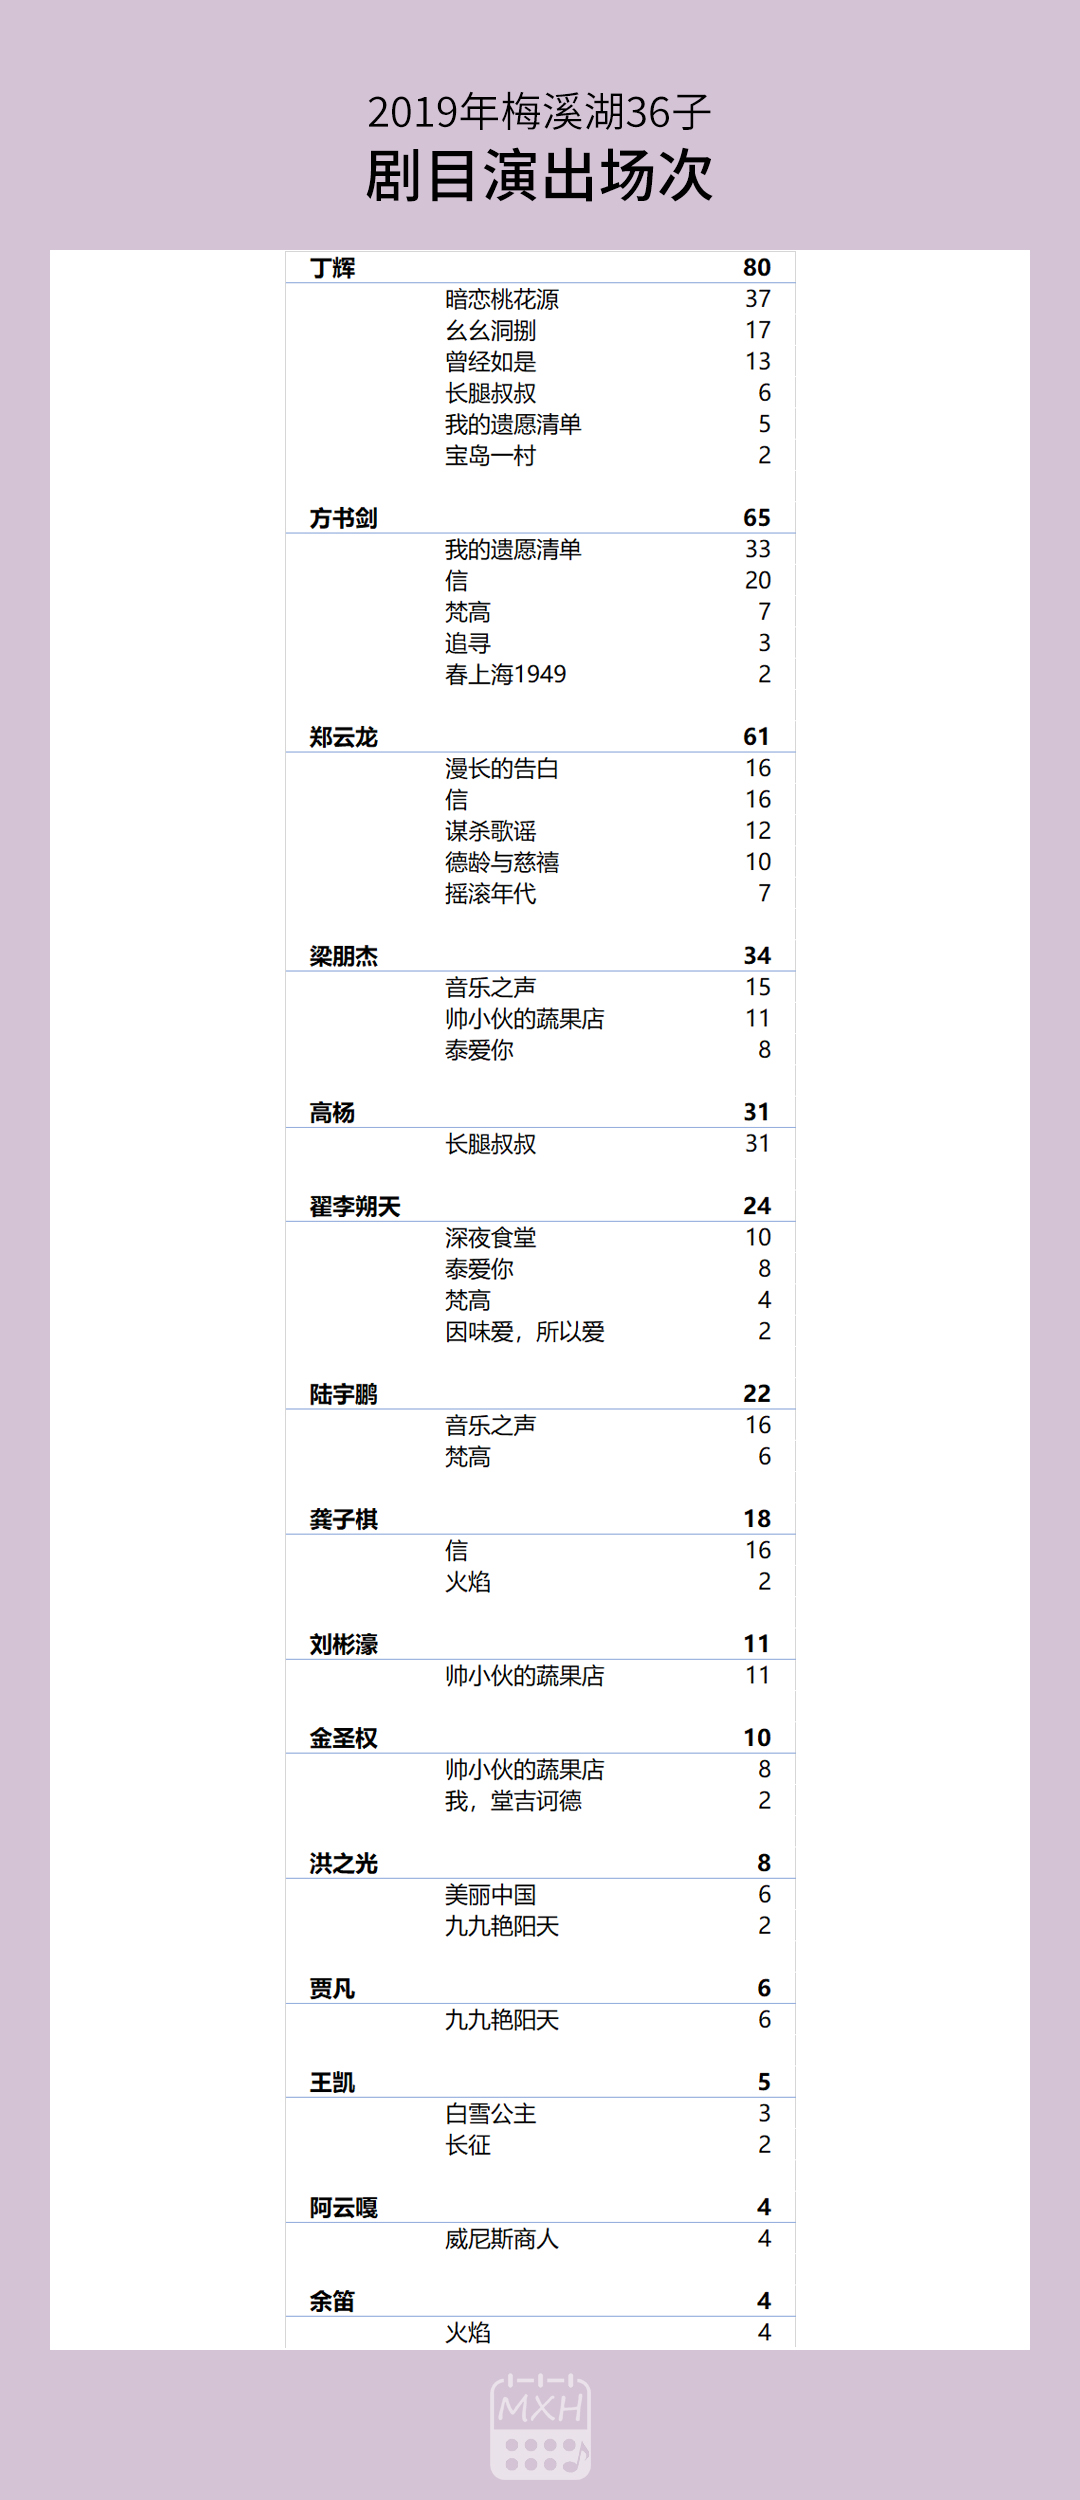 2019年梅溪湖36子
剧目演出场次
丁辉 80
暗恋桃花源 37
幺幺洞捌 17
曾经如是 13
长腿叔叔 6
我的遗愿清单 5
宝岛一村 2
方书剑 65
我的遗愿清单 33
信 20
梵高 7
追寻 3
春上海1949 2
郑云龙 61
漫长的告白 16
信 16
谋杀歌谣 12
德龄与慈禧 10
摇滚年代 7
梁朋杰 34
音乐之声 15
帅小伙的蔬果店 11
泰爱你 8
高杨 31
长腿叔叔 31
翟李朔天 24
深夜食堂 10
泰爱你 8
梵高 4
因味爱，所以爱 2
陆宇鹏 22
音乐之声 16
梵高 6
龚子棋 18
信 16
火焰 2
刘彬濠 11
帅小伙的蔬果店 11
金圣权 10
帅小伙的蔬果店 8
我，堂吉诃德 2
洪之光 8
美丽中国 6
九九艳阳天 2
贾凡 6
九九艳阳天 6
王凯 5
白雪公主 3
长征 2
阿云嘎 4
威尼斯商人 4
余笛 4
火焰 4
MXH